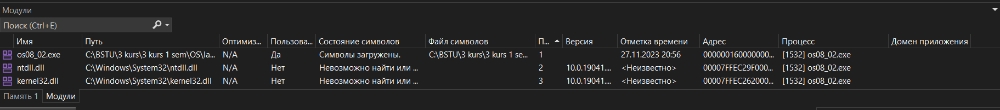 Модули
Поиск (Ctrl+E)
Имя Путь Оптимиз... Пользова... Состояние символов Файл символов П... Версия Отметка времени Адрес Процесс Домен приложения
os08_02.exe C:\BSTU\3 kurs\3 kurs 1 sem\OS\la... N/A Да Символы загружены. C:\BSTU\3 kurs\3 kurs 1 se... 1 27.11.2023 20:56 000000160000000... [1532] os08_02.exe
ntdll.dll C:\Windows\System32\ntdll.dll N/A Нет Невозможно найти или ... 2 10.0.19041.... <Неизвестно> 00007FFEC29F000... [1532] os08_02.exe
kernel32.dll C:\Windows\System32\kernel32.dll N/A Нет Невозможно найти или ... 3 10.0.19041.... <Неизвестно> 00007FFEC262000... [1532] os08_02.exe
Память 1 Модули